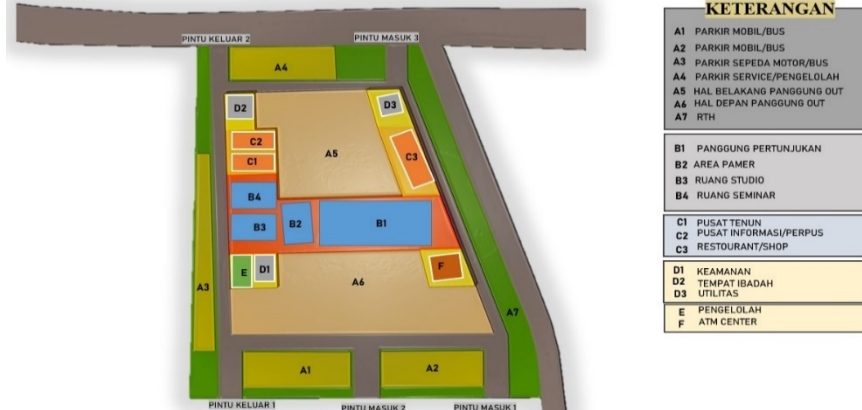 PINTU KELUAR 2
PINTU MASUK 3
A4
D2
D3
C2
C1
A5
C3
B4
B3
B2
B1
E
D1
F
A3
A6
A7
A1
A2
PINTU KELUAR 1
PINTU MASUK 2
PINTU MASUK 1
KETERANGAN
A1 PARKIR MOBIL/BUS
A2 PARKIR MOBIL/BUS
A3 PARKIR SEPEDA MOTOR/BUS
A4 PARKIR SERVICE/PENGELOLAH
A5 HAL BELAKANG PANGGUNG OUT
A6 HAL DEPAN PANGGUNG OUT
A7 RTH
B1 PANGGUNG PERTUNJUKAN
B2 AREA PAMER
B3 RUANG STUDIO
B4 RUANG SEMINAR
C1 PUSAT TENUN
C2 PUSAT INFORMASI/PERPUS
C3 RESTOURANT/SHOP
D1 KEAMANAN
D2 TEMPAT IBADAH
D3 UTILITAS
E PENGELOLAH
F ATM CENTER